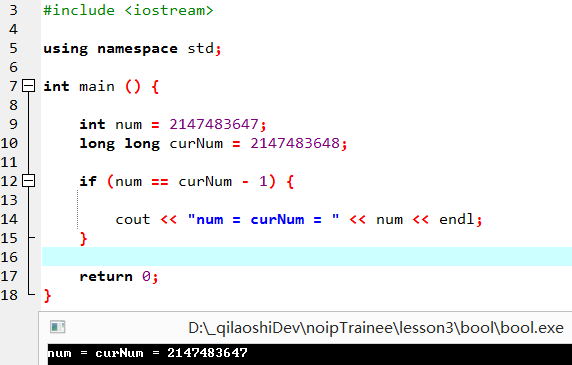 3 #include <iostream>
4
5 using namespace std;
6
7 int main () {
8
9 int num = 2147483647;
10 long long curNum = 2147483648;
11
12 if (num == curNum - 1) {
13
14 cout << "num = curNum = " << num << endl;
15 }
16
17 return 0;
18 }
D:\_qilaoshiDev\noipTrainee\lesson3\bool\bool.exe
num = curNum = 2147483647